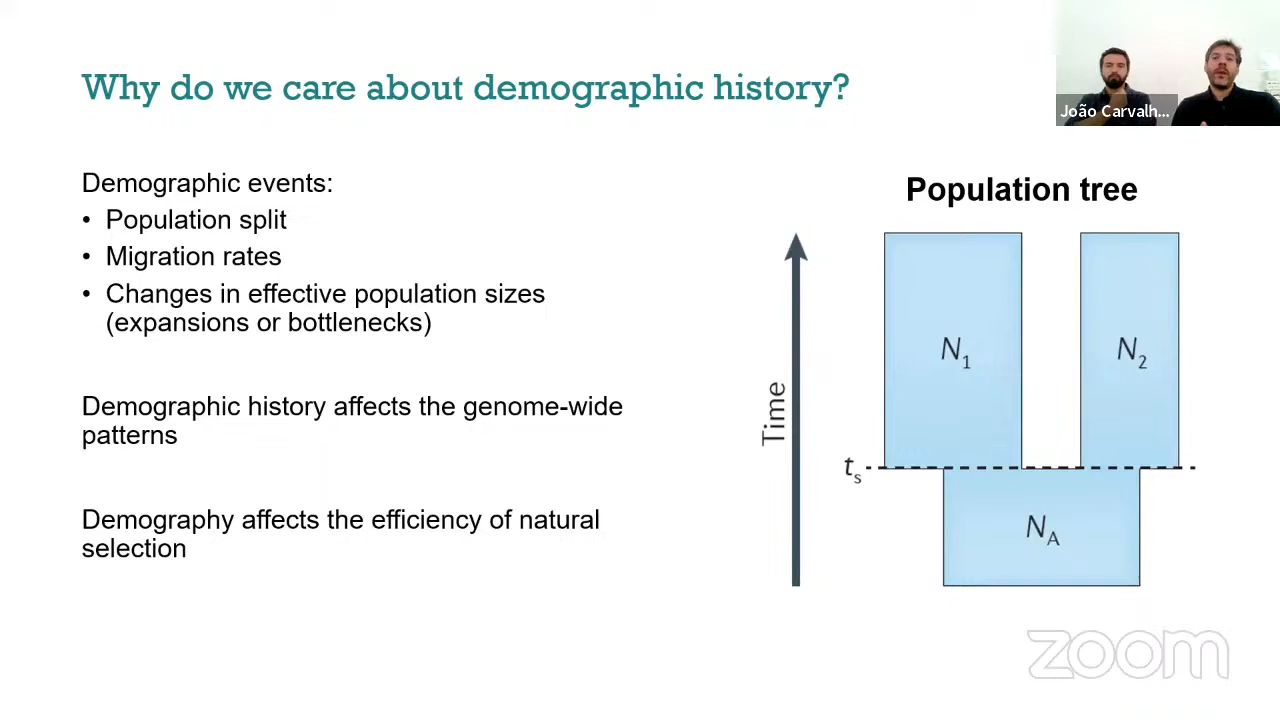 Why do we care about demographic history?
João Carvalh...
Demographic events:
• Population split
• Migration rates
• Changes in effective population sizes
(expansions or bottlenecks)
Demographic history affects the genome-wide
patterns
Demography affects the efficiency of natural
selection
Population tree
Time
N1
N2
ts
NA
zoom